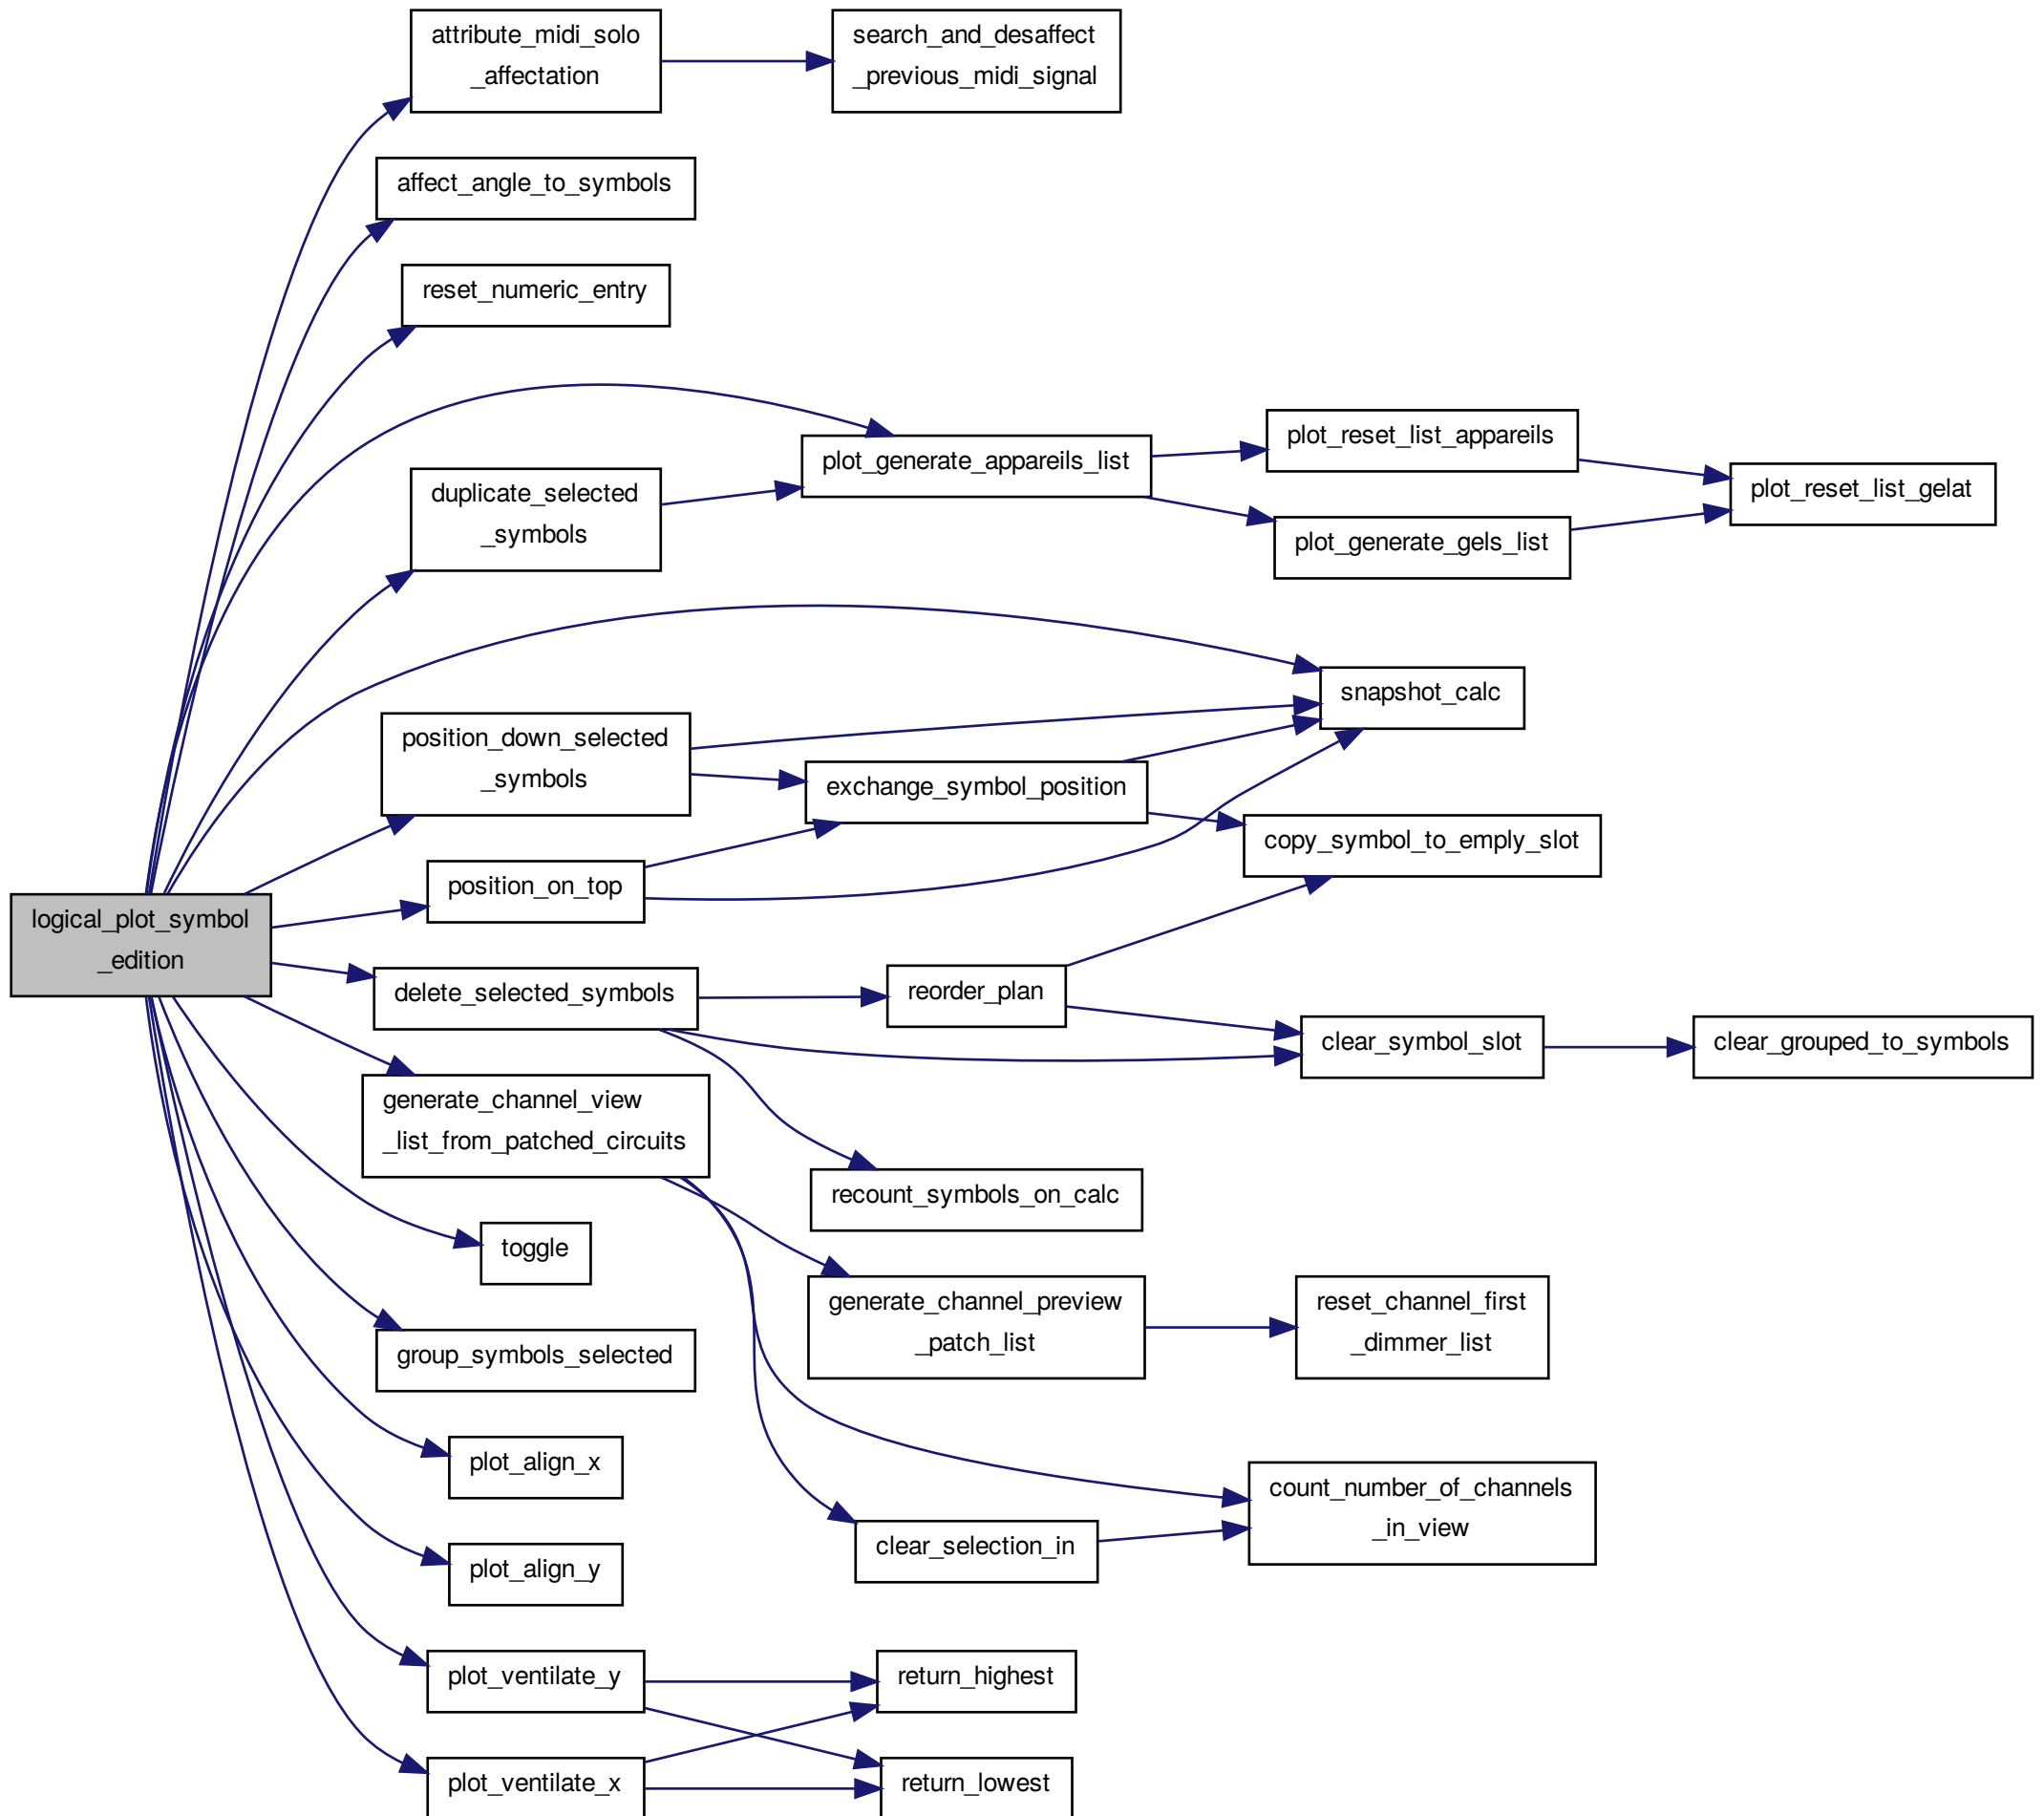 attribute_midi_solo
_affectation
search_and_desaffect
_previous_midi_signal
affect_angle_to_symbols
reset_numeric_entry
plot_generate_appareils_list
plot_reset_list_appareils
plot_reset_list_gelat
duplicate_selected
_symbols
plot_generate_gels_list
snapshot_calc
position_down_selected
_symbols
exchange_symbol_position
copy_symbol_to_emply_slot
position_on_top
logical_plot_symbol
_edition
delete_selected_symbols
reorder_plan
clear_symbol_slot
clear_grouped_to_symbols
generate_channel_view
_list_from_patched_circuits
recount_symbols_on_calc
toggle
generate_channel_preview
_patch_list
reset_channel_first
_dimmer_list
group_symbols_selected
plot_align_x
count_number_of_channels
_in_view
clear_selection_in
plot_align_y
plot_ventilate_y
return_highest
plot_ventilate_x
return_lowest